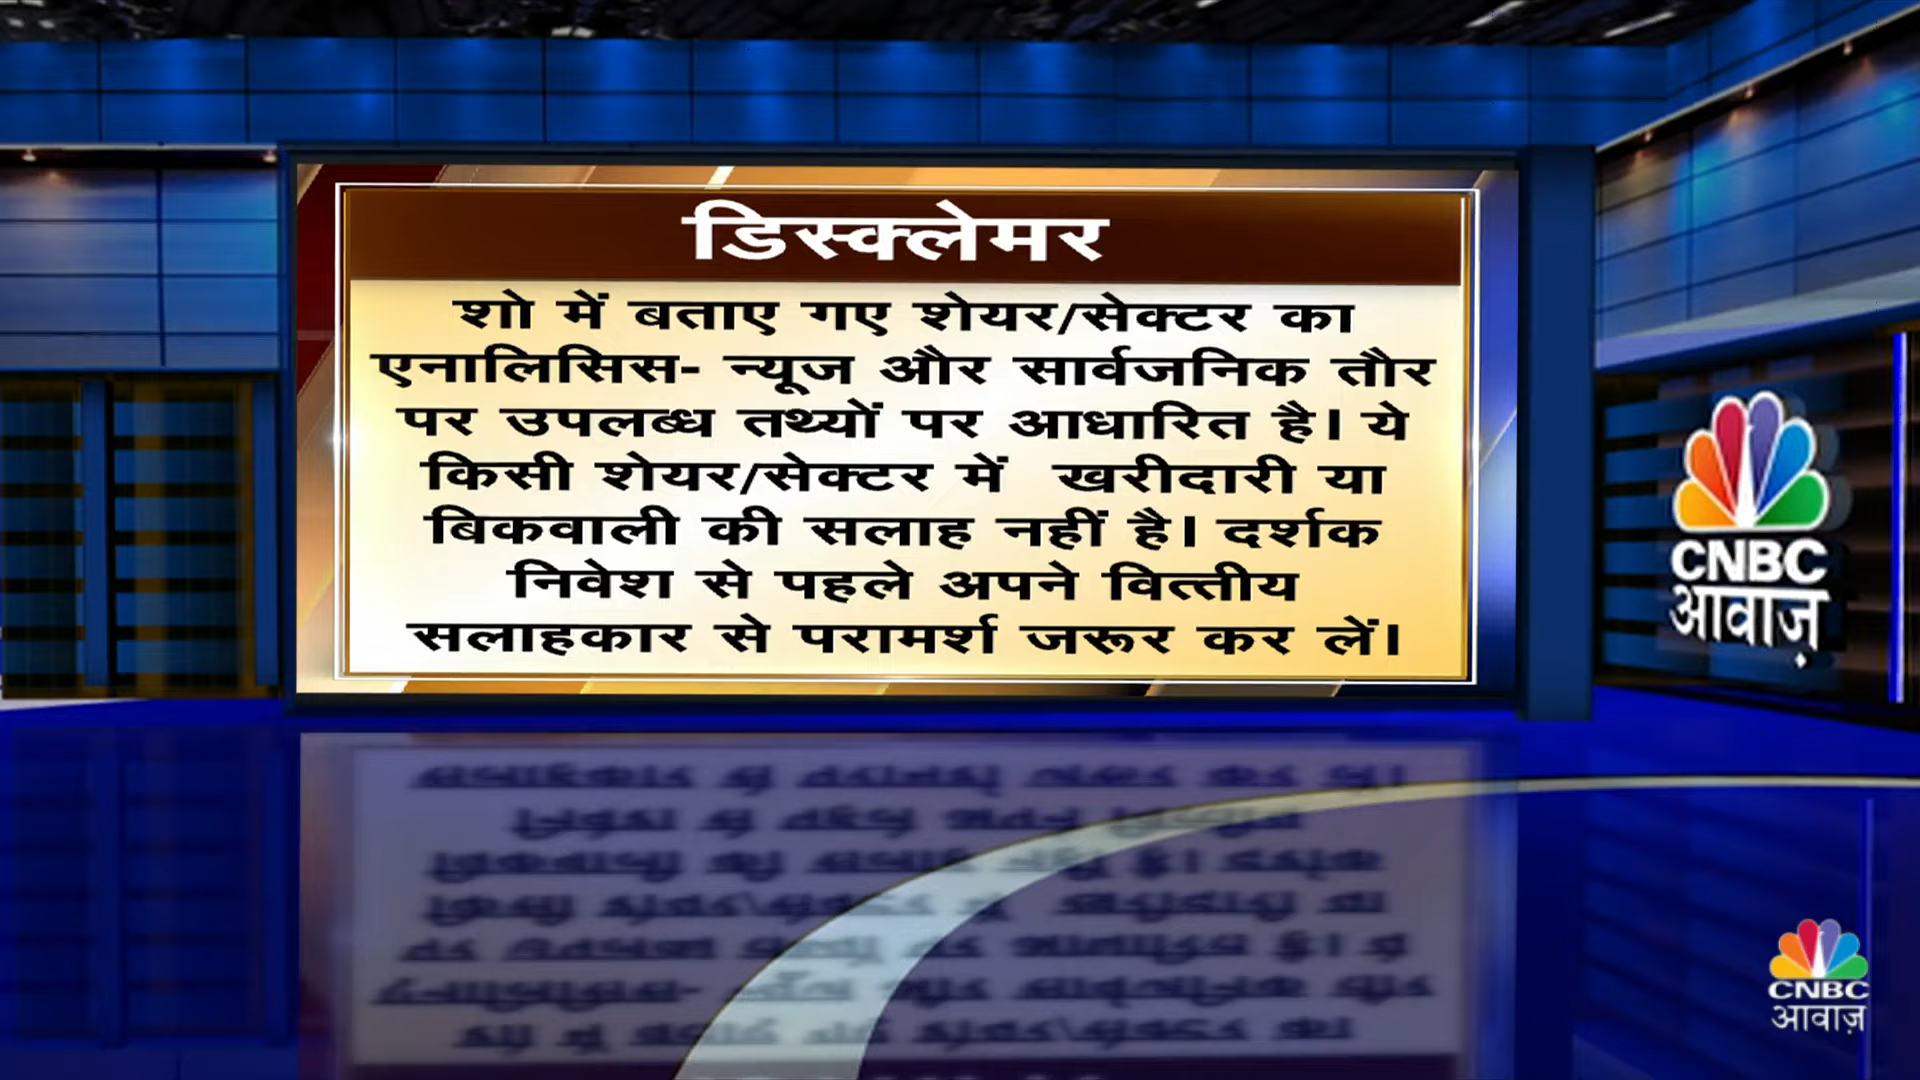 डिस्क्लेमर
शो में बताए गए शेयर/सेक्टर का
एनालिसिस- न्यूज और सार्वजनिक तौर
पर उपलब्ध तथ्यों पर आधारित है। ये
किसी शेयर/सेक्टर में खरीदारी या
बिकवाली की सलाह नहीं है। दर्शक
निवेश से पहले अपने वित्तीय
सलाहकार से परामर्श जरूर कर लें।
CNBC
आवाज़
CNBC
आवाज़